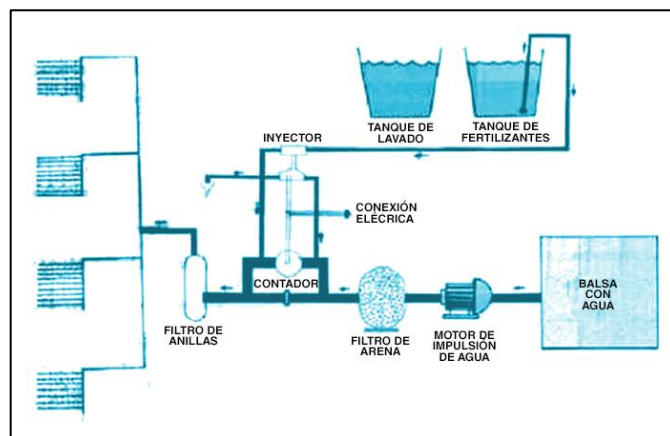 TANQUE DE
LAVADO
TANQUE DE
FERTILIZANTES
INYECTOR
CONEXIÓN
ELÉCRICA
CONTADOR
FILTRO DE
ANILLAS
FILTRO DE
ARENA
MOTOR DE
IMPULSIÓN
DE AGUA
BALSA
CON
AGUA